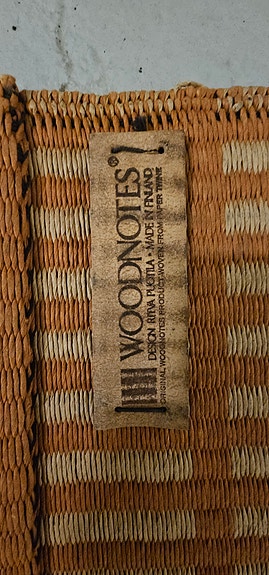 WOODNOTES®
DESIGN RITVA PUOTILA • MADE IN FINLAND
ORIGINAL WOODNOTES PRODUCT WOVEN FROM PAPER TWINE